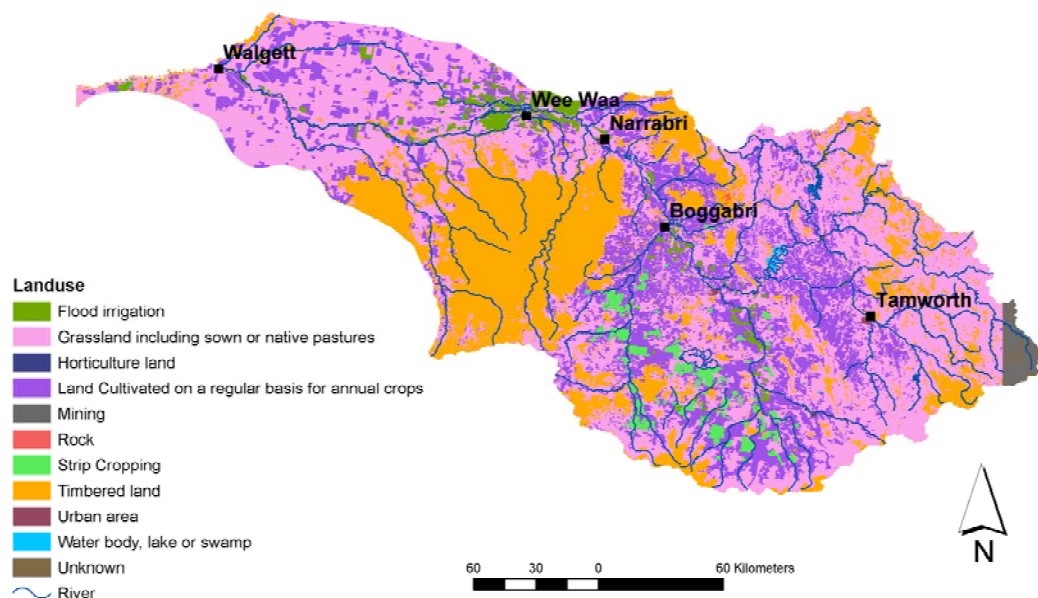 Walgett
Wee Waa
Narrabri
Boggabri
Tamworth
Landuse
Flood irrigation
Grassland including sown or native pastures
Horticulture land
Land Cultivated on a regular basis for annual crops
Mining
Rock
Strip Cropping
Timbered land
Urban area
Water body, lake or swamp
Unknown
River
N
60 30 0 60 Kilometers